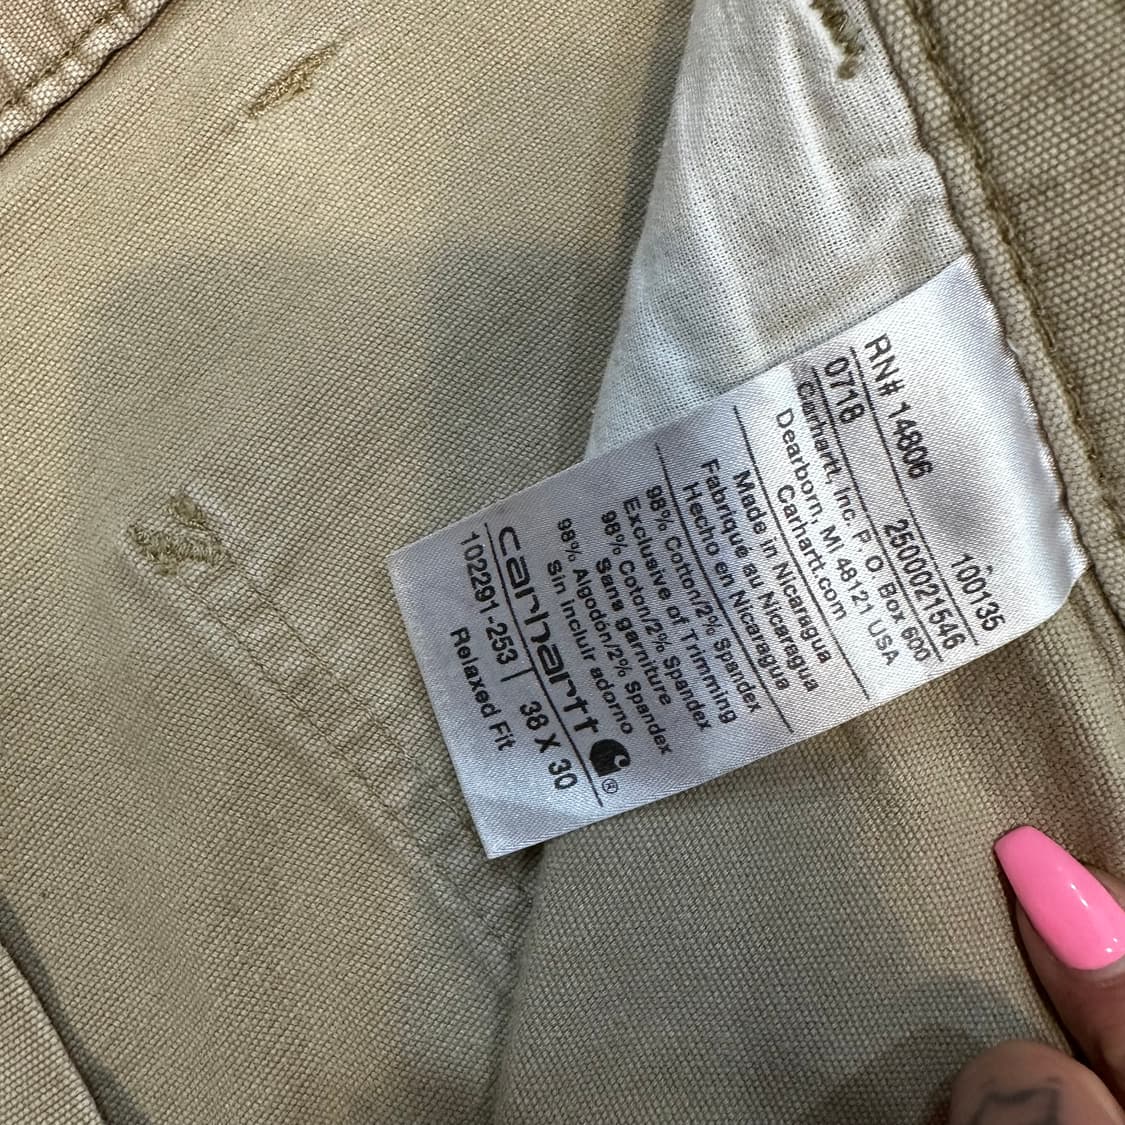 RN# 14806 100135
0718 2500021546
Carhartt, Inc. P. O. Box 600
Dearborn, MI 48121 USA
Carhartt.com
Made in Nicaragua
Fabriqué au Nicaragua
Hecho en Nicaragua
98% Cotton/2% Spandex
Exclusive of Trimming
98% Coton/2% Spandex
Sans garniture
98% Algodón/2% Spandex
Sin incluir adorno
carhartt ®
102291-253 38 X 30
Relaxed Fit